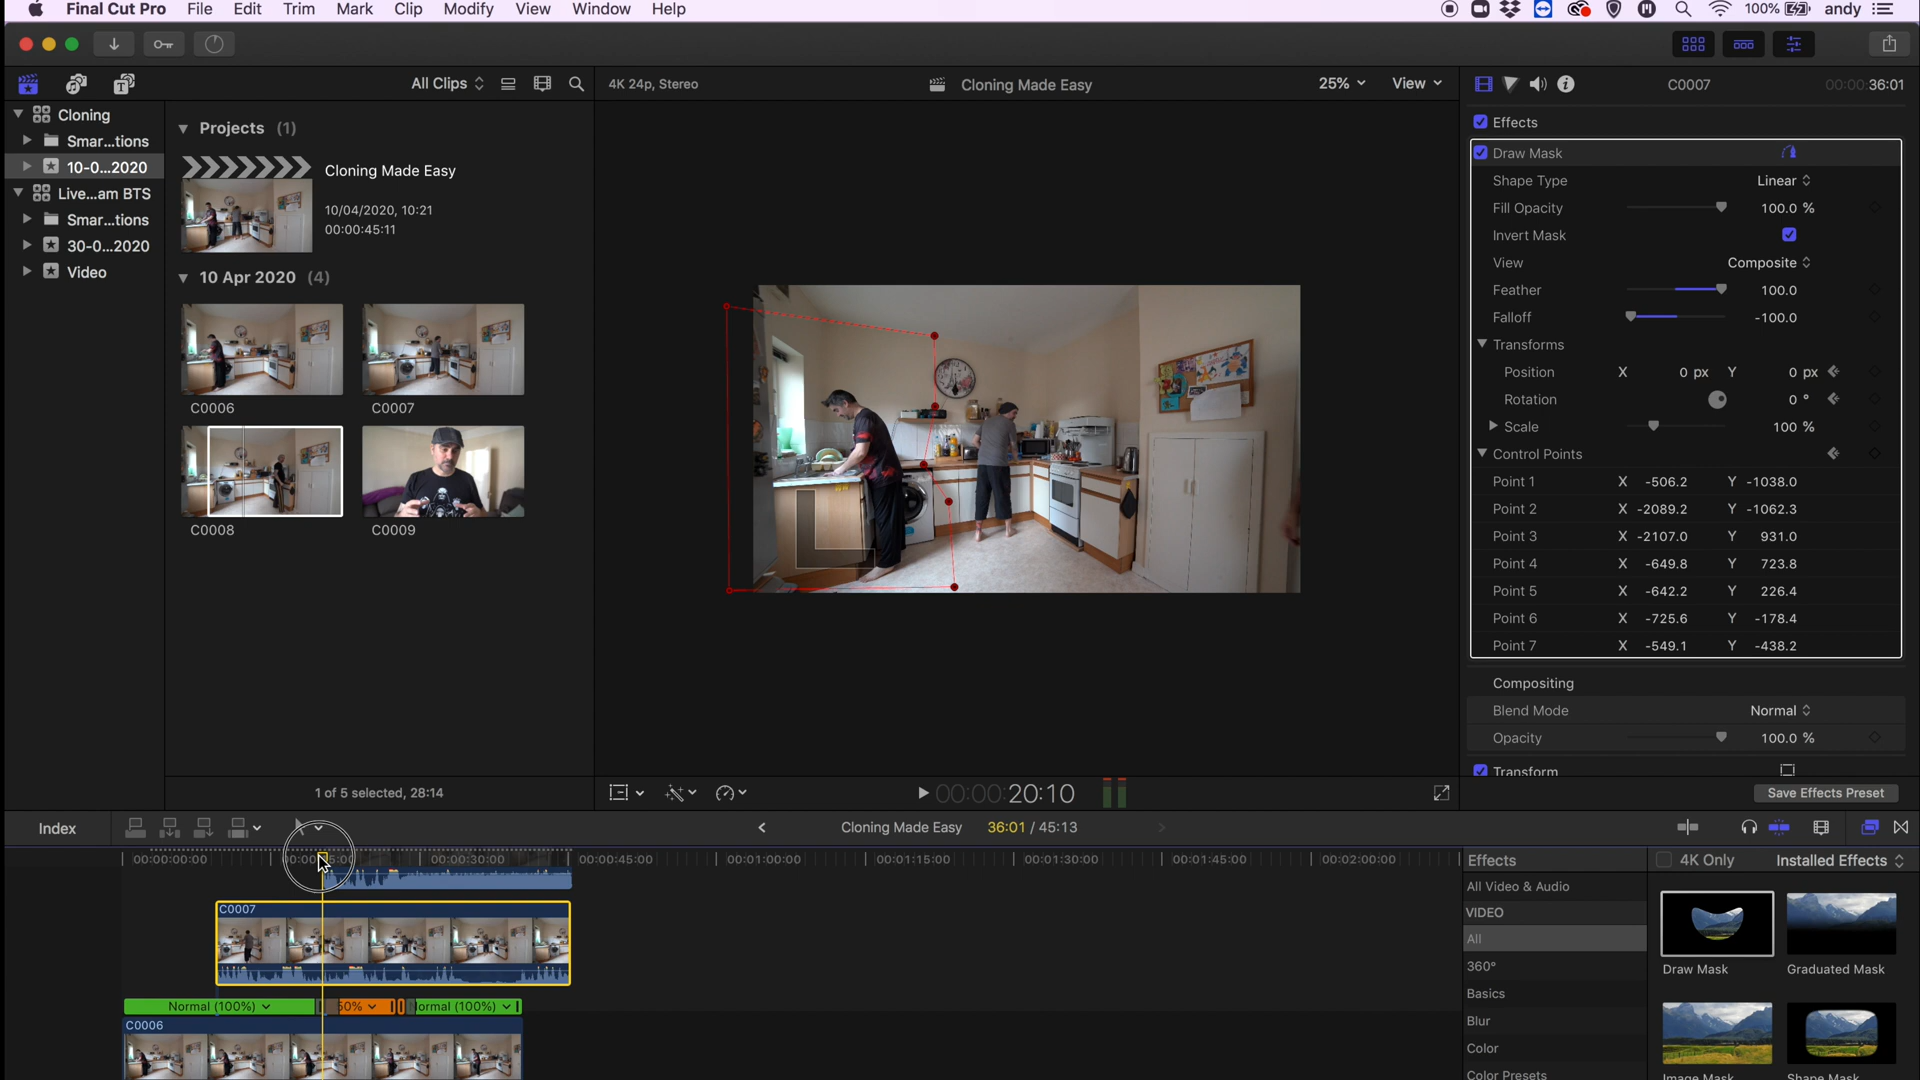 Final Cut Pro File Edit Trim Mark Clip Modify View Window Help 100% andy
All Clips 4K 24p, Stereo Cloning Made Easy 25% View C0007 00:00:36:01
Cloning
Smar...tions
10-0...2020
Live...am BTS
Smar...tions
30-0...2020
Video
Projects (1)
Cloning Made Easy
10/04/2020, 10:21
00:00:45:11
10 Apr 2020 (4)
C0006 C0007
C0008 C0009
1 of 5 selected, 28:14
00:00:00:20:10
Effects
Draw Mask
Shape Type Linear
Fill Opacity 100.0 %
Invert Mask
View Composite
Feather 100.0
Falloff -100.0
Transforms
Position X 0 px Y 0 px
Rotation 0 °
Scale 100 %
Control Points
Point 1 X -506.2 Y -1038.0
Point 2 X -2089.2 Y -1062.3
Point 3 X -2107.0 Y 931.0
Point 4 X -649.8 Y 723.8
Point 5 X -642.2 Y 226.4
Point 6 X -725.6 Y -178.4
Point 7 X -549.1 Y -438.2
Compositing
Blend Mode Normal
Opacity 100.0 %
Transform
Save Effects Preset
Index Cloning Made Easy 36:01 / 45:13
00:00:00:00 00:00:30:00 00:00:45:00 00:01:00:00 00:01:15:00 00:01:30:00 00:01:45:00 00:02:00:00
C0007
Normal (100%) 50% ormal (100%)
C0006
Effects 4K Only Installed Effects
All Video & Audio
VIDEO
All
360°
Basics
Blur
Color
Color Presets
Draw Mask Graduated Mask
Image Mask Shape Mask